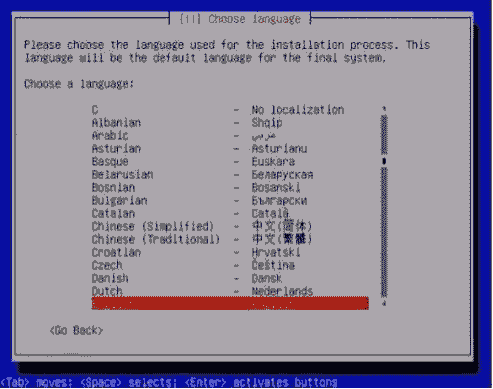 [!!] Choose language
Please choose the language used for the installation process. This
language will be the default language for the final system.
Choose a language:
C - No localization
Albanian - Shqip
Arabic - عربي
Asturian - Asturianu
Basque - Euskara
Belarusian - Беларуская
Bosnian - Bosanski
Bulgarian - Български
Catalan - Català
Chinese (Simplified) - 中文(简体)
Chinese (Traditional) - 中文(繁體)
Croatian - Hrvatski
Czech - Čeština
Danish - Dansk
Dutch - Nederlands
<Go Back>
<Tab> moves; <Space> selects; <Enter> activates buttons